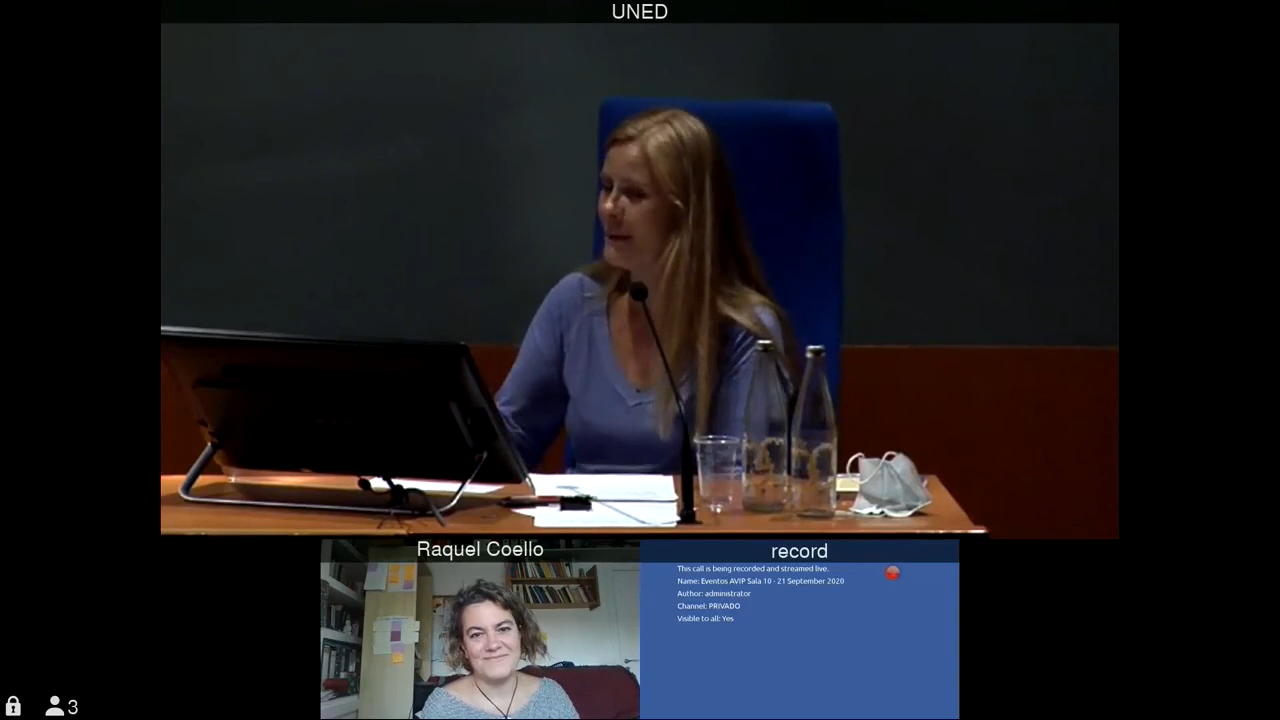 UNED
Raquel Coello
record
This call is being recorded and streamed live.
Name: Eventos AVIP Sala 10 - 21 September 2020
Author: administrator
Channel: PRIVADO
Visible to all: Yes
3